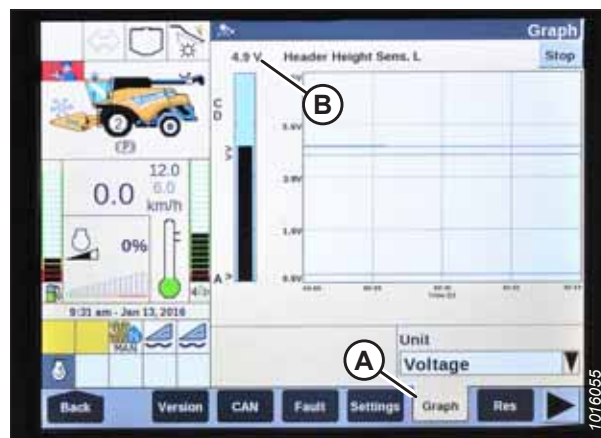 Graph
4.9 V Header Height Sens. L
Stop
B
C
D
2
(P)
12.0
6.0
km/h
0.0
0%
A
9:31 am - Jan 13, 2016
MAN
Unit
A
Voltage
Back
Version
CAN
Fault
Settings
Graph
Res
1016055